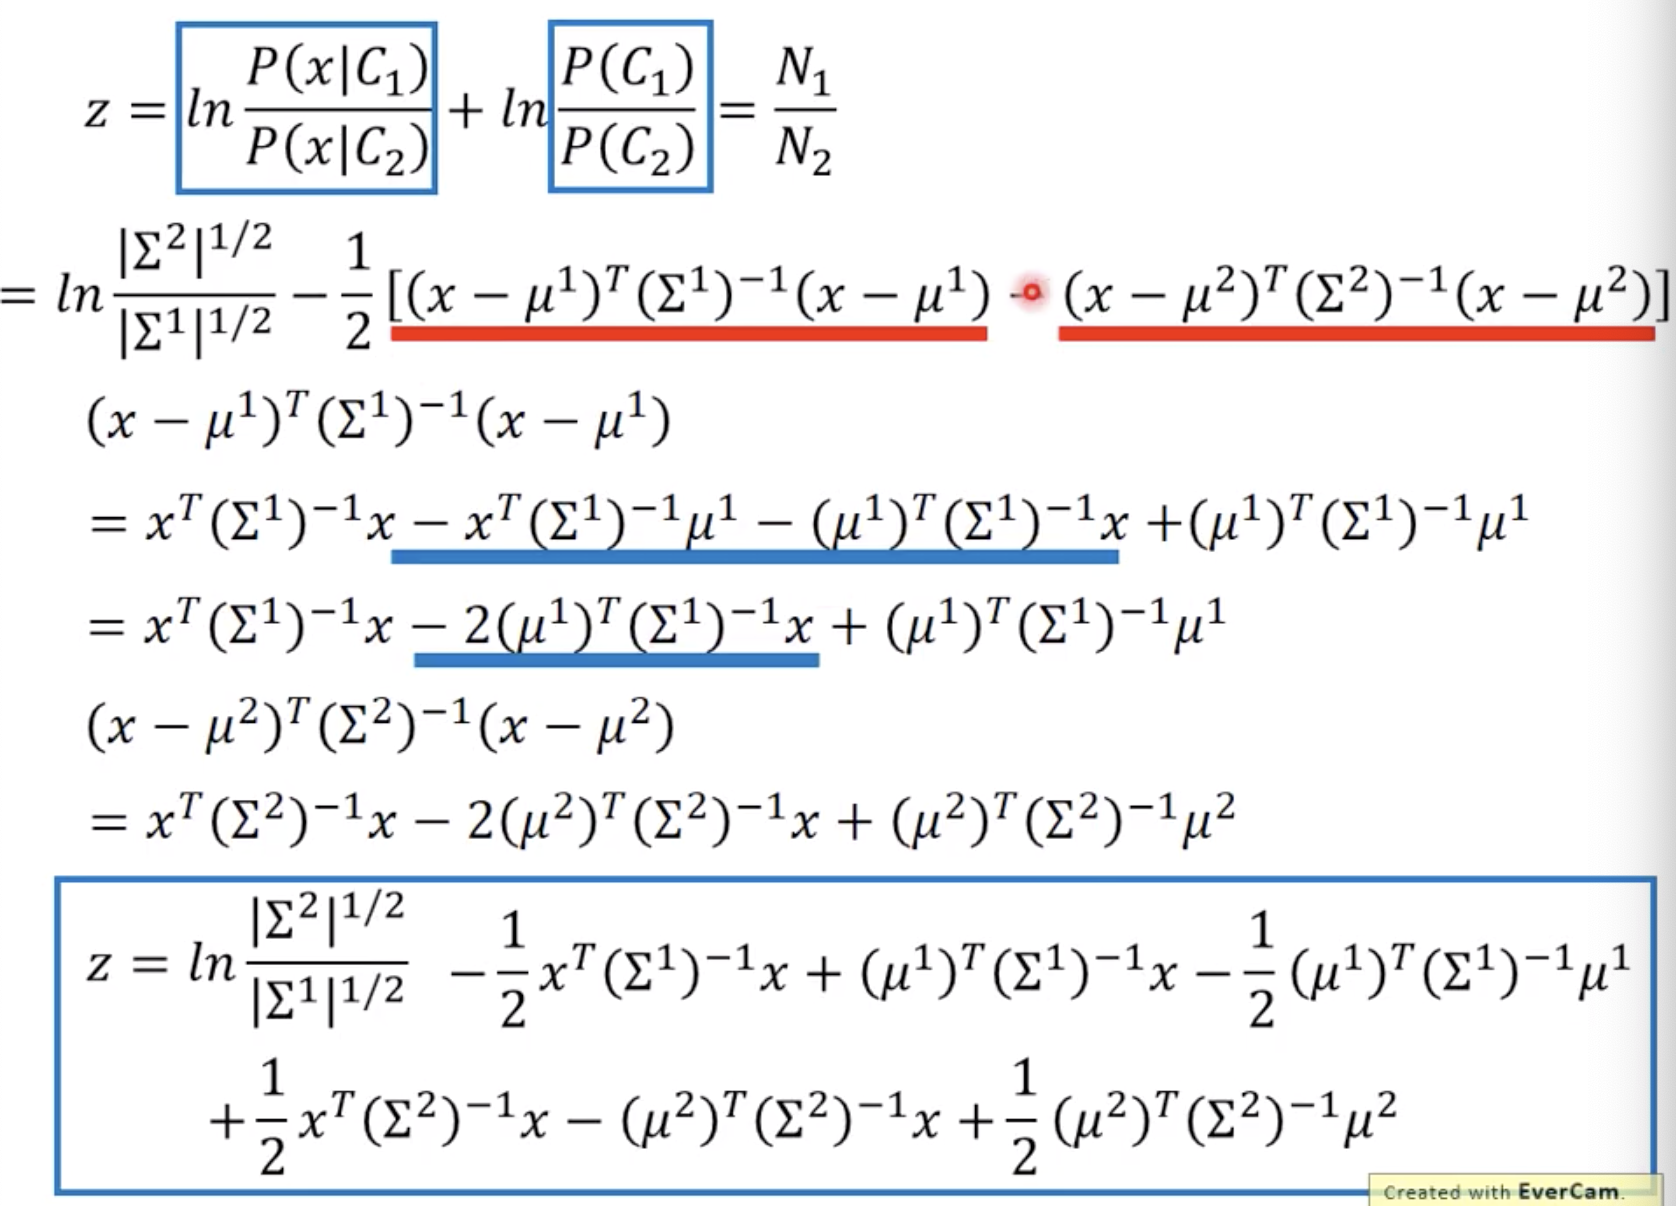 z = ln P(x|C₁)/P(x|C₂) + ln P(C₁)/P(C₂) = N₁/N₂
= ln |Σ²|^{1/2}/|Σ¹|^{1/2} − 1/2 [(x − μ¹)ᵀ(Σ¹)⁻¹(x − μ¹) − (x − μ²)ᵀ(Σ²)⁻¹(x − μ²)]
(x − μ¹)ᵀ(Σ¹)⁻¹(x − μ¹)
= xᵀ(Σ¹)⁻¹x − xᵀ(Σ¹)⁻¹μ¹ − (μ¹)ᵀ(Σ¹)⁻¹x +(μ¹)ᵀ(Σ¹)⁻¹μ¹
= xᵀ(Σ¹)⁻¹x − 2(μ¹)ᵀ(Σ¹)⁻¹x + (μ¹)ᵀ(Σ¹)⁻¹μ¹
(x − μ²)ᵀ(Σ²)⁻¹(x − μ²)
= xᵀ(Σ²)⁻¹x − 2(μ²)ᵀ(Σ²)⁻¹x + (μ²)ᵀ(Σ²)⁻¹μ²
z = ln |Σ²|^{1/2}/|Σ¹|^{1/2} − 1/2 xᵀ(Σ¹)⁻¹x + (μ¹)ᵀ(Σ¹)⁻¹x − 1/2 (μ¹)ᵀ(Σ¹)⁻¹μ¹
+ 1/2 xᵀ(Σ²)⁻¹x − (μ²)ᵀ(Σ²)⁻¹x + 1/2 (μ²)ᵀ(Σ²)⁻¹μ²
Created with EverCam.